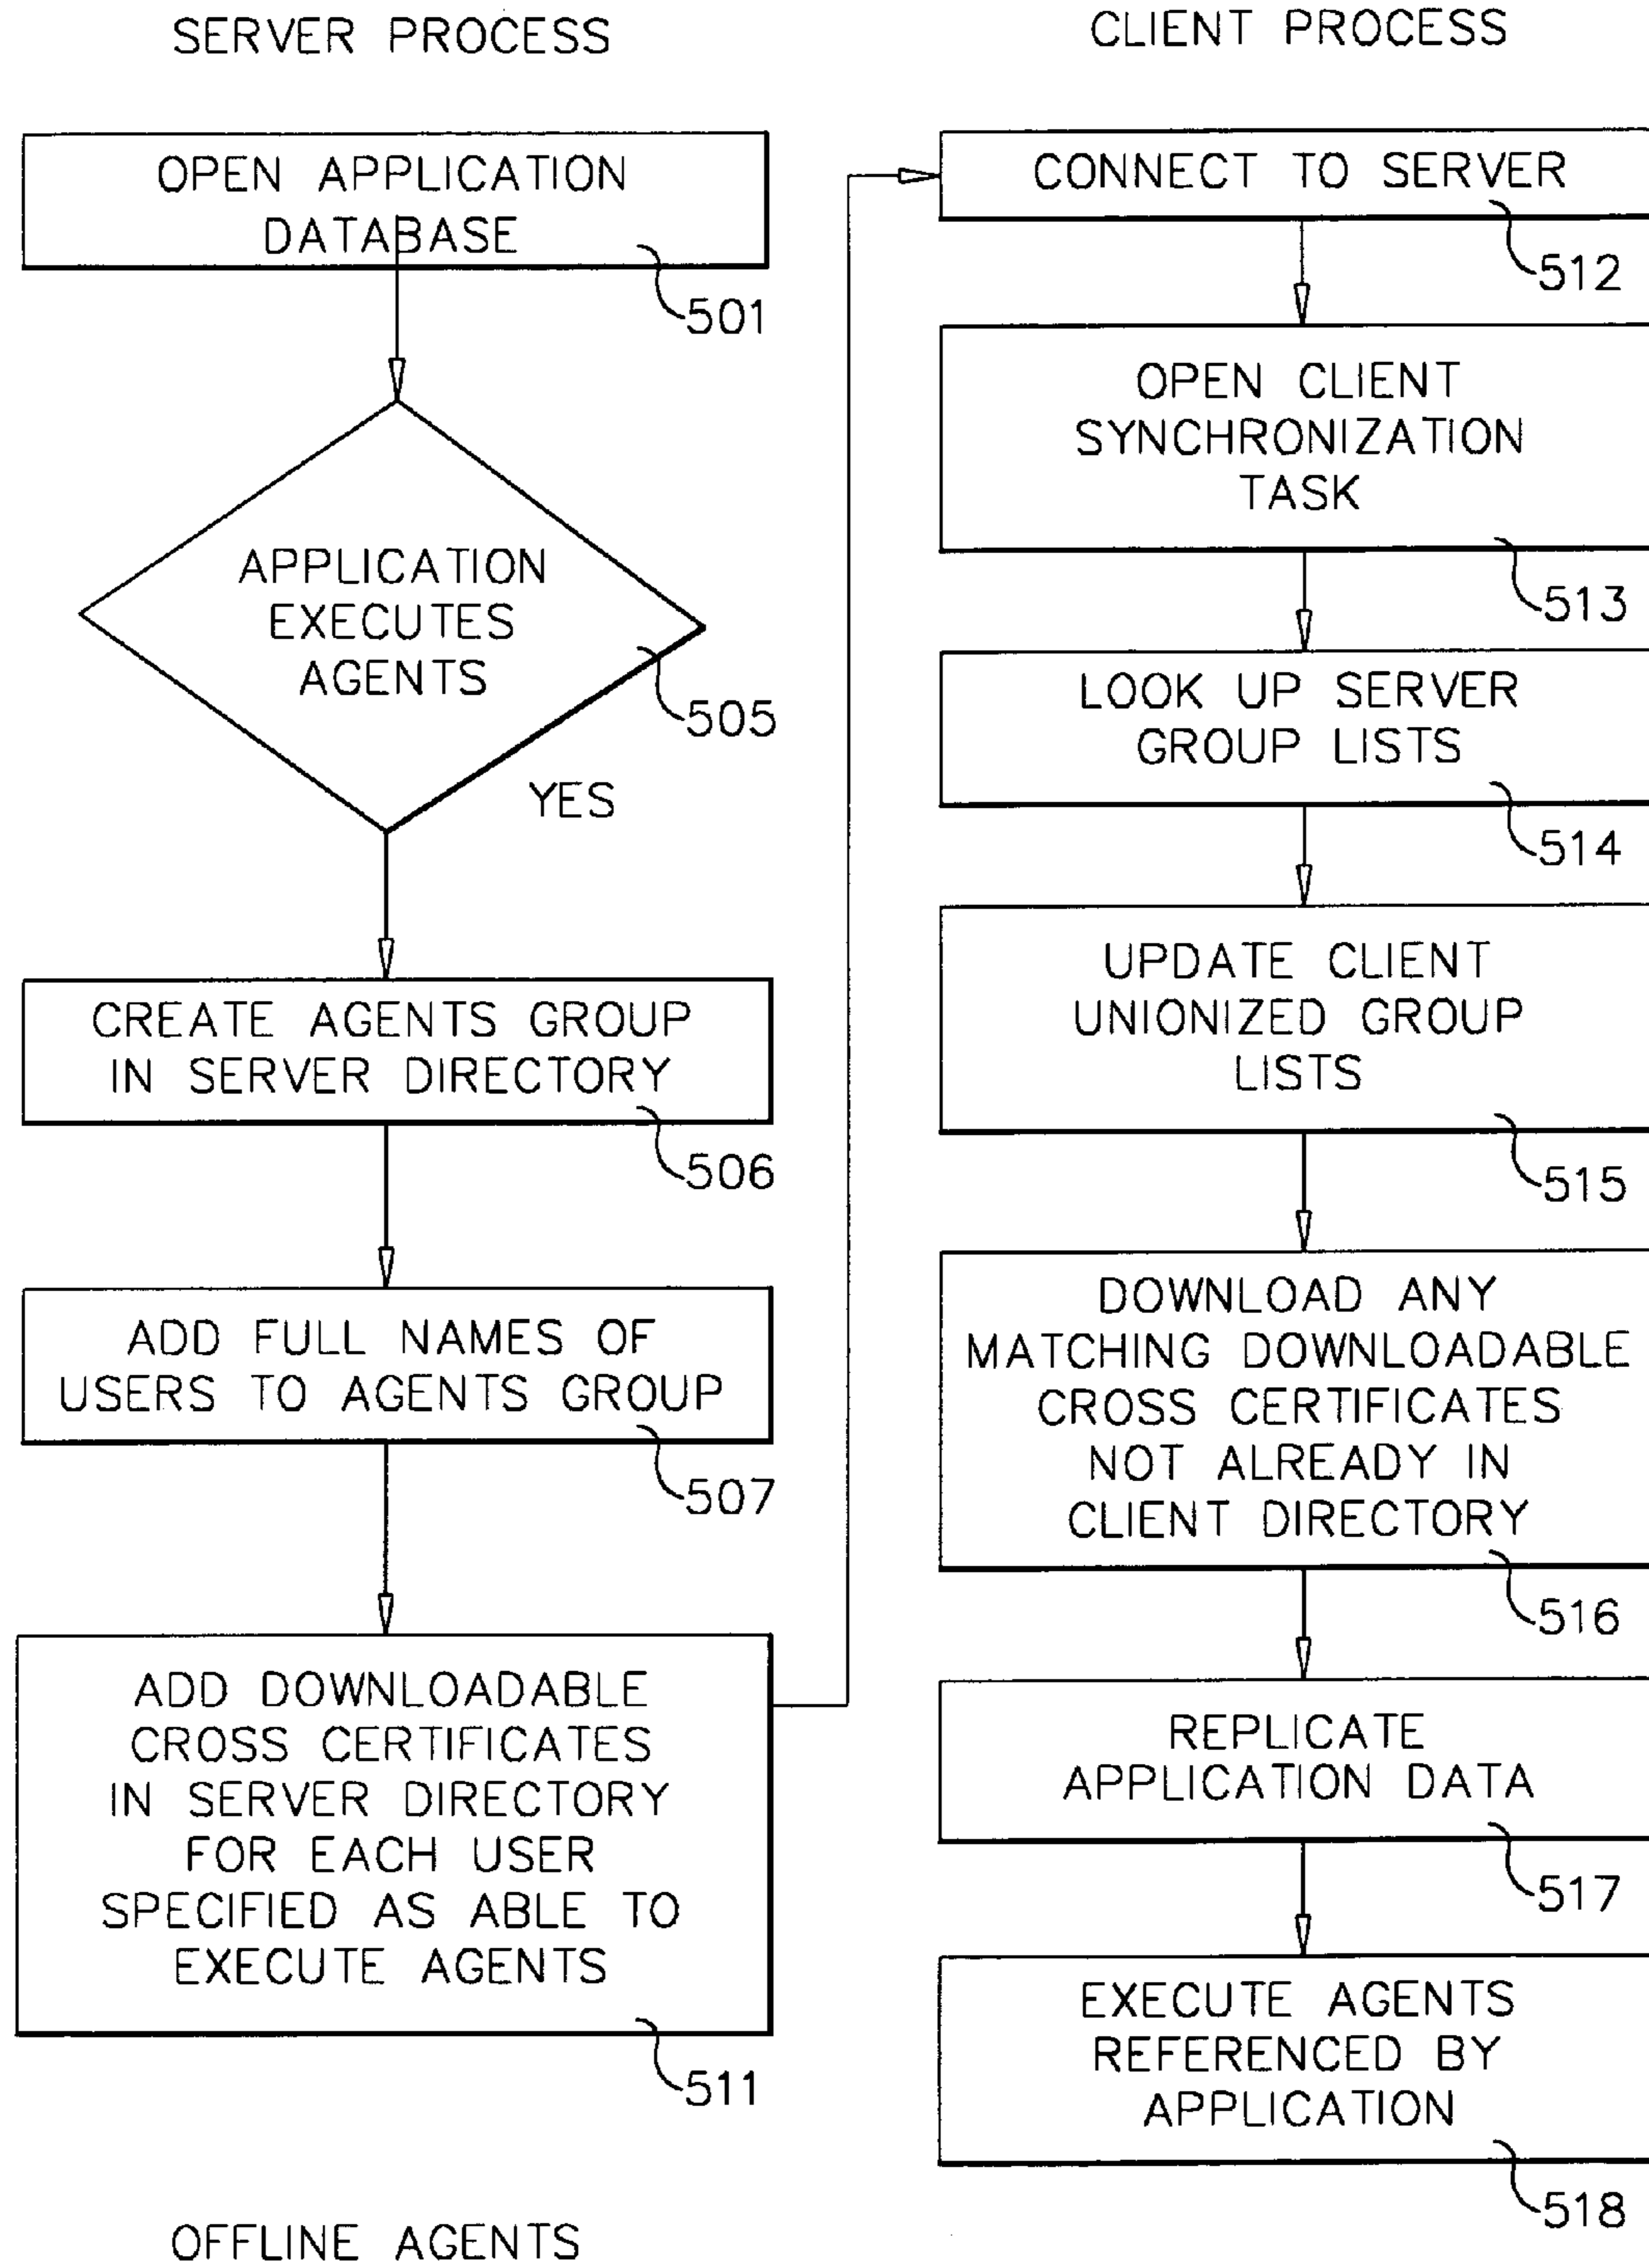 SERVER PROCESS
OPEN APPLICATION
DATABASE
501
APPLICATION
EXECUTES
AGENTS
505
YES
CREATE AGENTS GROUP
IN SERVER DIRECTORY
506
ADD FULL NAMES OF
USERS TO AGENTS GROUP
507
ADD DOWNLOADABLE
CROSS CERTIFICATES
IN SERVER DIRECTORY
FOR EACH USER
SPECIFIED AS ABLE TO
EXECUTE AGENTS
511
OFFLINE AGENTS
CLIENT PROCESS
CONNECT TO SERVER
512
OPEN CLIENT
SYNCHRONIZATION
TASK
513
LOOK UP SERVER
GROUP LISTS
514
UPDATE CLIENT
UNIONIZED GROUP
LISTS
515
DOWNLOAD ANY
MATCHING DOWNLOADABLE
CROSS CERTIFICATES
NOT ALREADY IN
CLIENT DIRECTORY
516
REPLICATE
APPLICATION DATA
517
EXECUTE AGENTS
REFERENCED BY
APPLICATION
518